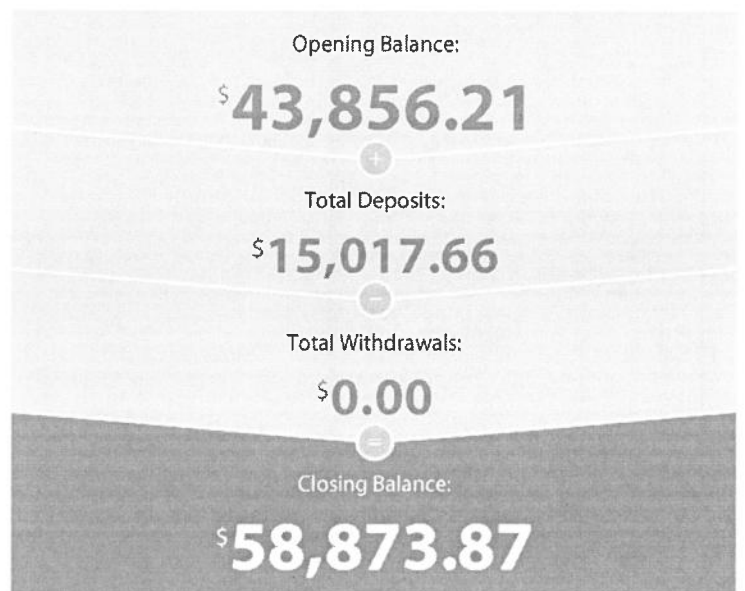 Opening Balance:
$43,856.21
+
Total Deposits:
$15,017.66
−
Total Withdrawals:
$0.00
=
Closing Balance:
$58,873.87